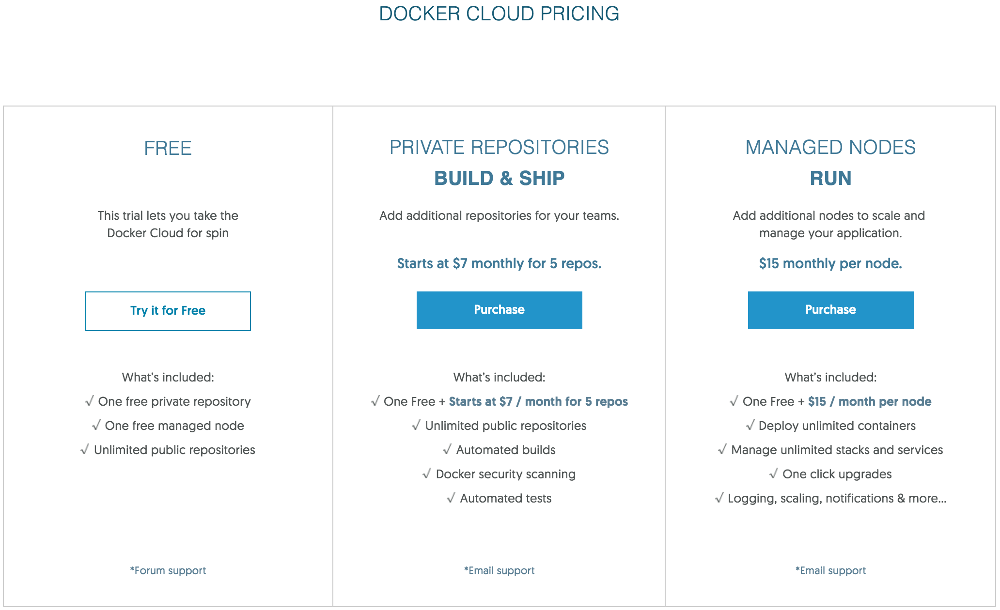 DOCKER CLOUD PRICING
FREE
This trial lets you take the
Docker Cloud for spin
Try it for Free
What's included:
√ One free private repository
√ One free managed node
√ Unlimited public repositories
*Forum support
PRIVATE REPOSITORIES
BUILD & SHIP
Add additional repositories for your teams.
Starts at $7 monthly for 5 repos.
Purchase
What's included:
√ One Free + Starts at $7 / month for 5 repos
√ Unlimited public repositories
√ Automated builds
√ Docker security scanning
√ Automated tests
*Email support
MANAGED NODES
RUN
Add additional nodes to scale and
manage your application.
$15 monthly per node.
Purchase
What's included:
√ One Free + $15 / month per node
√ Deploy unlimited containers
√ Manage unlimited stacks and services
√ One click upgrades
√ Logging, scaling, notifications & more...
*Email support